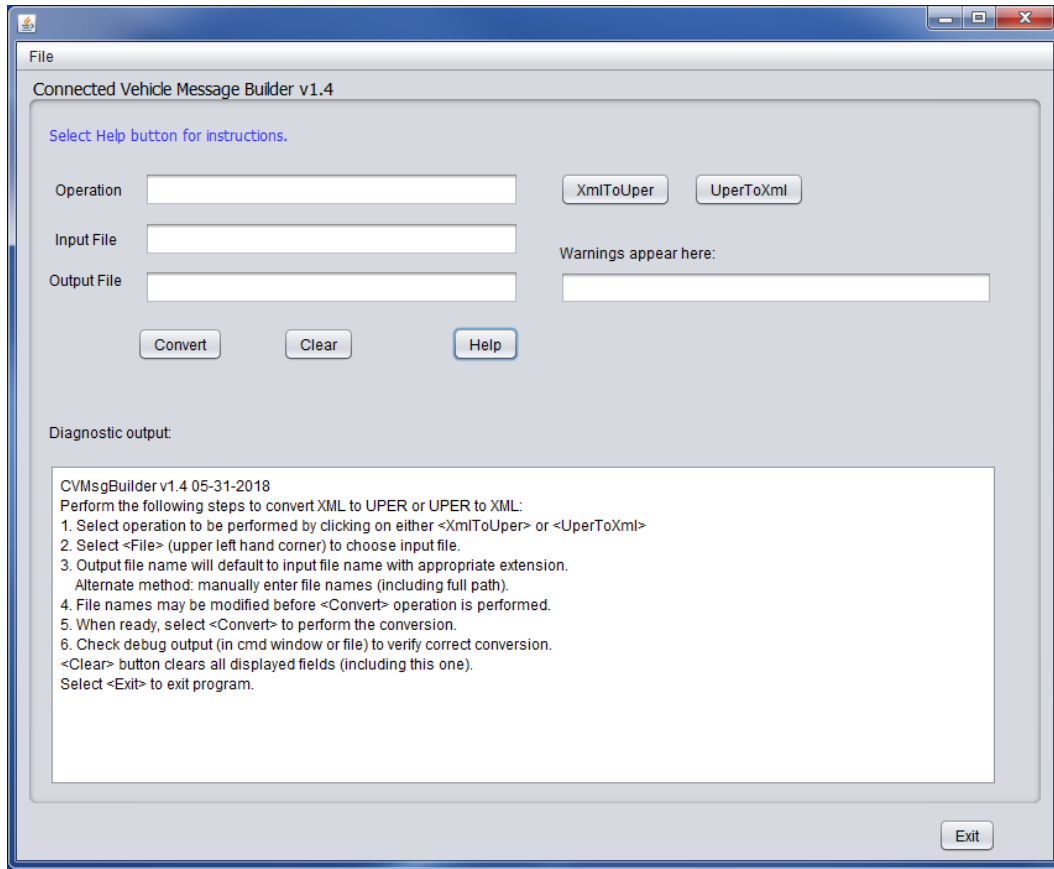 File
Connected Vehicle Message Builder v1.4
Select Help button for instructions.
Operation
XmlToUper
UperToXml
Input File
Warnings appear here:
Output File
Convert
Clear
Help
Diagnostic output:
CVMsgBuilder v1.4 05-31-2018
Perform the following steps to convert XML to UPER or UPER to XML:
1. Select operation to be performed by clicking on either <XmlToUper> or <UperToXml>
2. Select <File> (upper left hand corner) to choose input file.
3. Output file name will default to input file name with appropriate extension.
Alternate method: manually enter file names (including full path).
4. File names may be modified before <Convert> operation is performed.
5. When ready, select <Convert> to perform the conversion.
6. Check debug output (in cmd window or file) to verify correct conversion.
<Clear> button clears all displayed fields (including this one).
Select <Exit> to exit program.
Exit